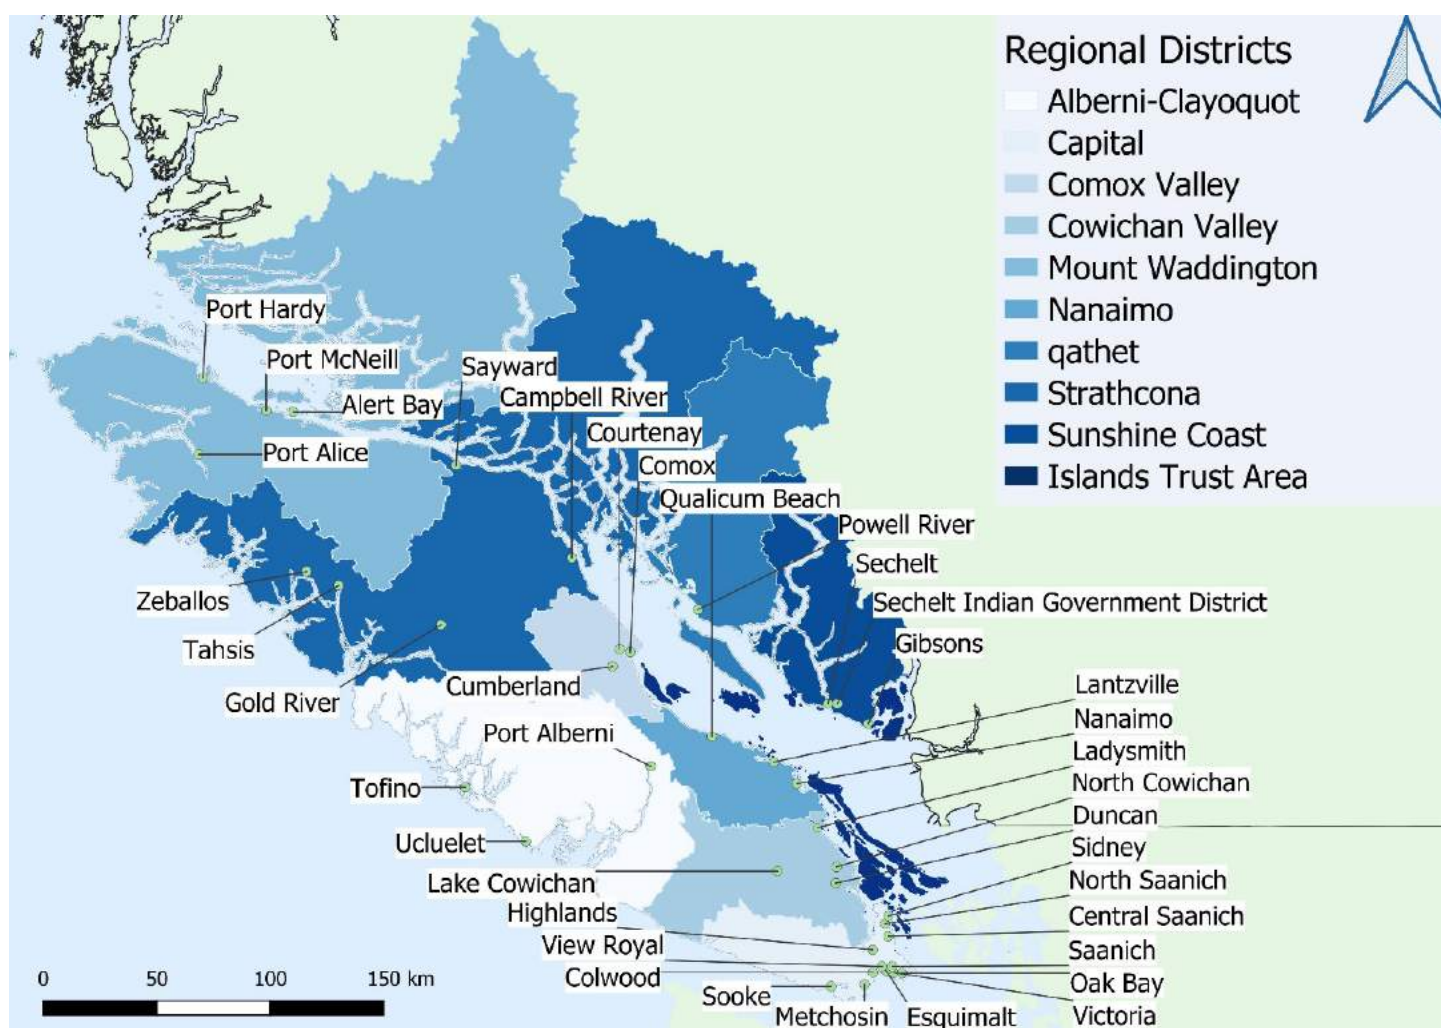 Regional Districts
Alberni-Clayoquot
Capital
Comox Valley
Cowichan Valley
Mount Waddington
Nanaimo
qathet
Strathcona
Sunshine Coast
Islands Trust Area
Port Hardy
Port McNeill
Sayward
Campbell River
Alert Bay
Courtenay
Port Alice
Comox
Qualicum Beach
Powell River
Sechelt
Zeballos
Sechelt Indian Government District
Tahsis
Gibsons
Cumberland
Gold River
Lantzville
Nanaimo
Port Alberni
Ladysmith
North Cowichan
Tofino
Duncan
Ucluelet
Sidney
Lake Cowichan
North Saanich
Highlands
Central Saanich
View Royal
Saanich
Colwood
Oak Bay
Sooke
Metchosin
Esquimalt
Victoria
0 50 100 150 km